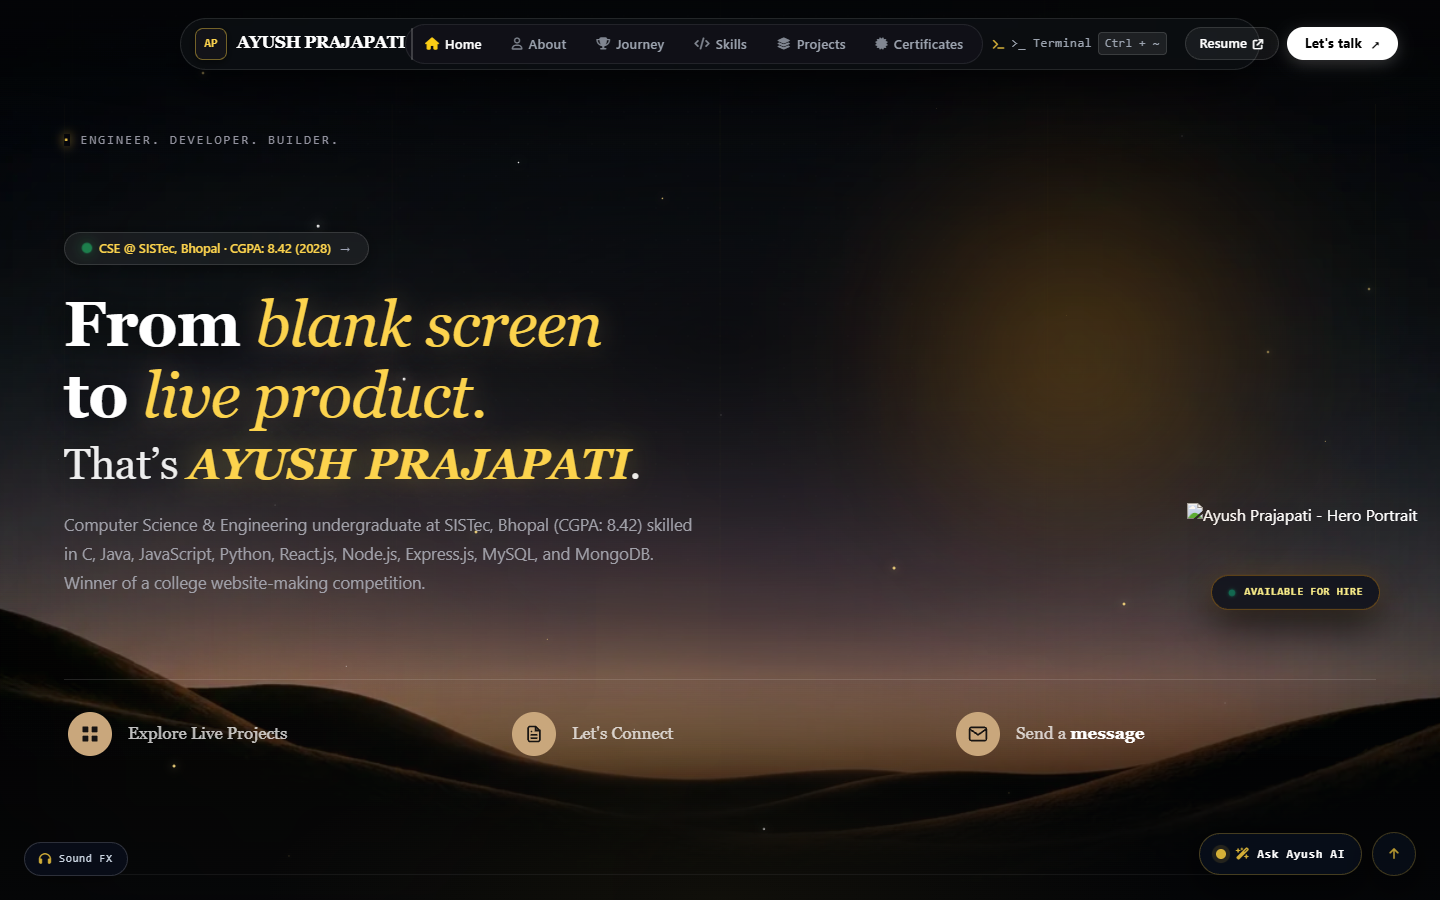 AP AYUSH PRAJAPATI Home About Journey Skills Projects Certificates >_ Terminal Ctrl + ~ Resume Let's talk ↗
ENGINEER. DEVELOPER. BUILDER.
CSE @ SISTec, Bhopal · CGPA: 8.42 (2028) →
From blank screen
to live product.
That’s AYUSH PRAJAPATI.
Computer Science & Engineering undergraduate at SISTec, Bhopal (CGPA: 8.42) skilled
in C, Java, JavaScript, Python, React.js, Node.js, Express.js, MySQL, and MongoDB.
Winner of a college website-making competition.
Ayush Prajapati - Hero Portrait
AVAILABLE FOR HIRE
Explore Live Projects
Let's Connect
Send a message
Sound FX
Ask Ayush AI